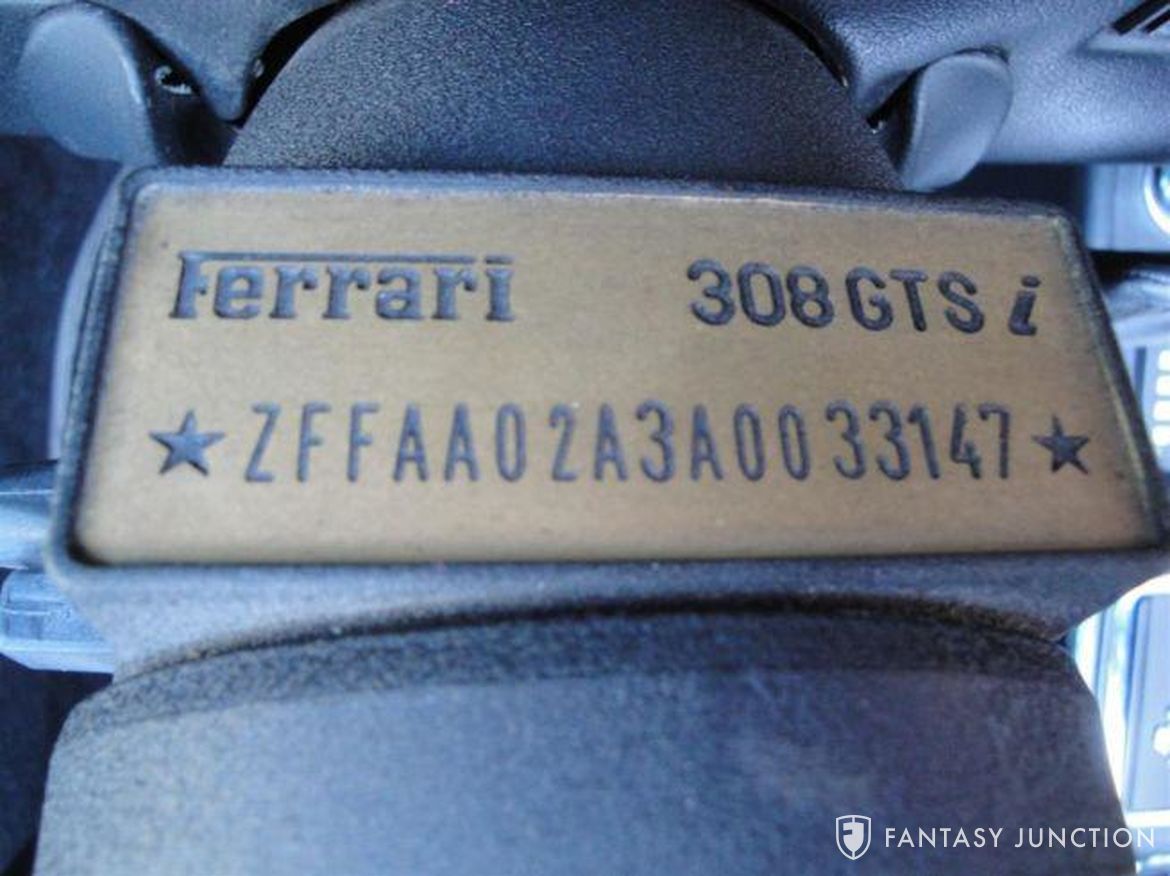 Ferrari 308 GTS i
★ ZFFAA02A3A0033147 ★
FANTASY JUNCTION